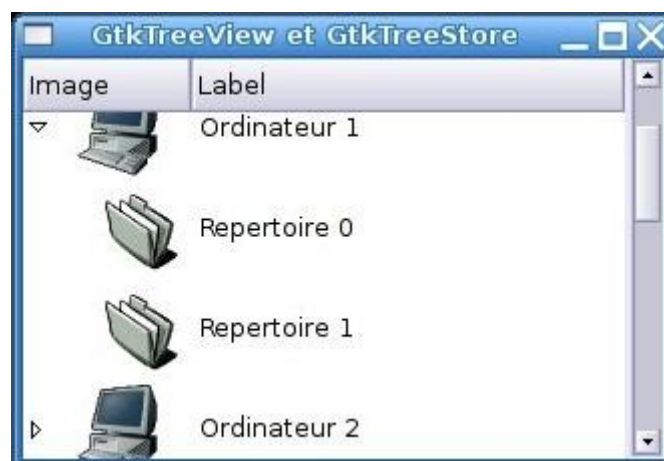 GtkTreeView et GtkTreeStore
Image Label
Ordinateur 1
Repertoire 0
Repertoire 1
Ordinateur 2